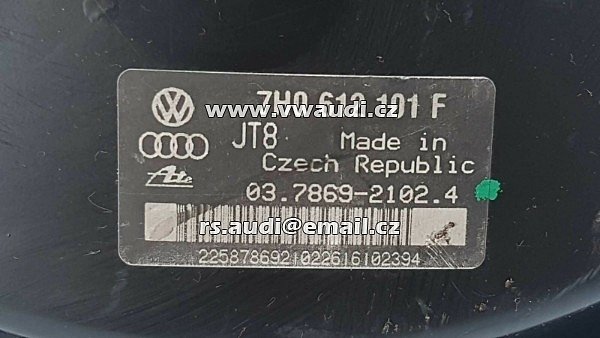 7H0 612 101 F
www.vwaudi.cz
JT8 Made in
Czech Republic
Ate
03.7869-2102.4
rs.audi@email.cz
2258786921022616102394